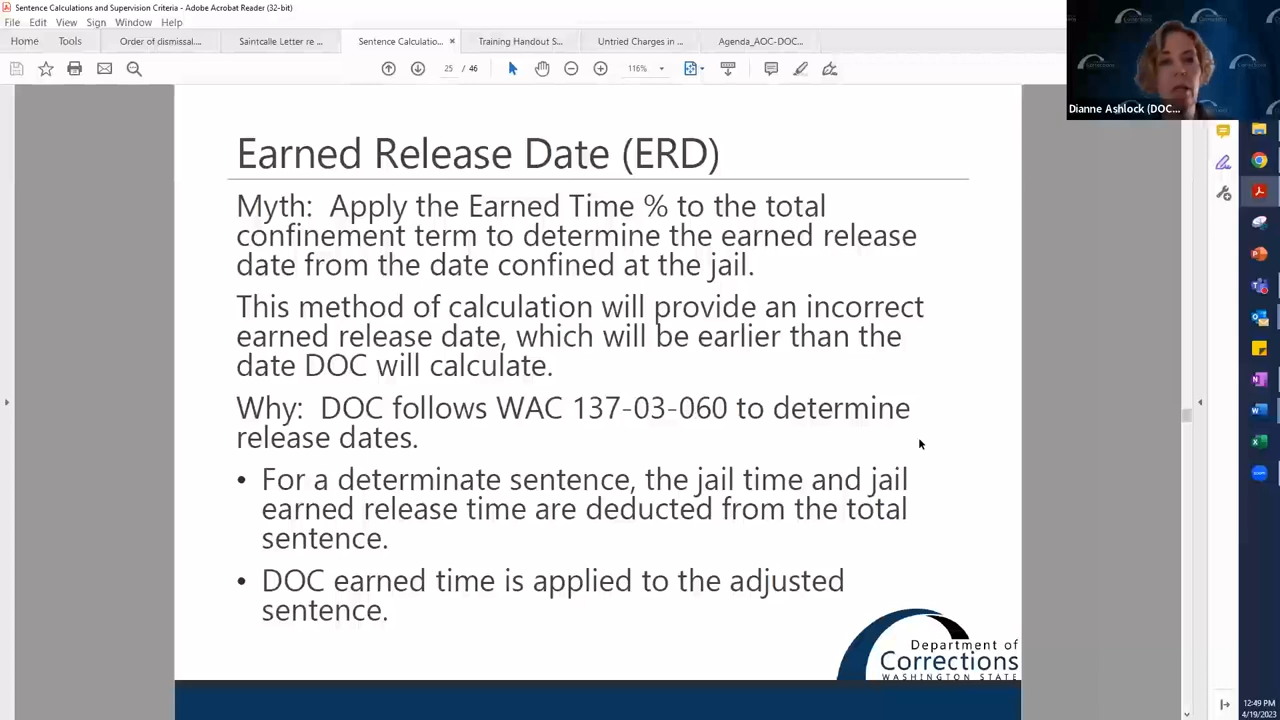 Sentence Calculations and Supervision Criteria - Adobe Acrobat Reader (32-bit)
File Edit View Sign Window Help
Home Tools Order of dismissal.... Saintcalle Letter re ... Sentence Calculatio... × Training Handout S... Untried Charges in ... Agenda_AOC-DOC...
25 / 46 116%
Dianne Ashlock (DOC...
Earned Release Date (ERD)
Myth: Apply the Earned Time % to the total
confinement term to determine the earned release
date from the date confined at the jail.
This method of calculation will provide an incorrect
earned release date, which will be earlier than the
date DOC will calculate.
Why: DOC follows WAC 137-03-060 to determine
release dates.
• For a determinate sentence, the jail time and jail
earned release time are deducted from the total
sentence.
• DOC earned time is applied to the adjusted
sentence.
Department of
Corrections
WASHINGTON STATE
12:49 PM
4/19/2023